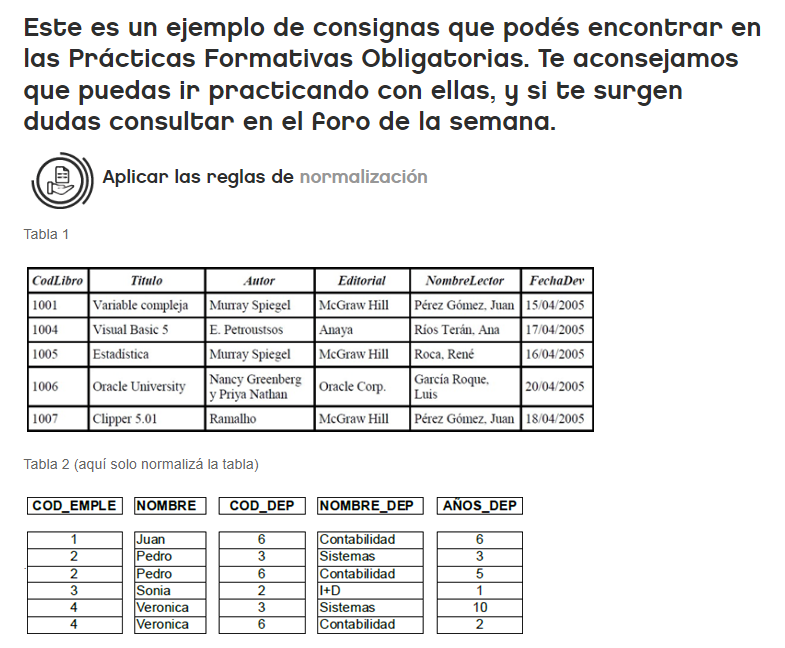 Este es un ejemplo de consignas que podés encontrar en
las Prácticas Formativas Obligatorias. Te aconsejamos
que puedas ir practicando con ellas, y si te surgen
dudas consultar en el foro de la semana.
Aplicar las reglas de normalización
Tabla 1
CodLibro Titulo Autor Editorial NombreLector FechaDev
1001 Variable compleja Murray Spiegel McGraw Hill Pérez Gómez, Juan 15/04/2005
1004 Visual Basic 5 E. Petroustsos Anaya Ríos Terán, Ana 17/04/2005
1005 Estadística Murray Spiegel McGraw Hill Roca, René 16/04/2005
1006 Oracle University Nancy Greenberg y Priya Nathan Oracle Corp. García Roque, Luis 20/04/2005
1007 Clipper 5.01 Ramalho McGraw Hill Pérez Gómez, Juan 18/04/2005
Tabla 2 (aquí solo normalizá la tabla)
COD_EMPLE NOMBRE COD_DEP NOMBRE_DEP AÑOS_DEP
1 Juan 6 Contabilidad 6
2 Pedro 3 Sistemas 3
2 Pedro 6 Contabilidad 5
3 Sonia 2 I+D 1
4 Veronica 3 Sistemas 10
4 Veronica 6 Contabilidad 2